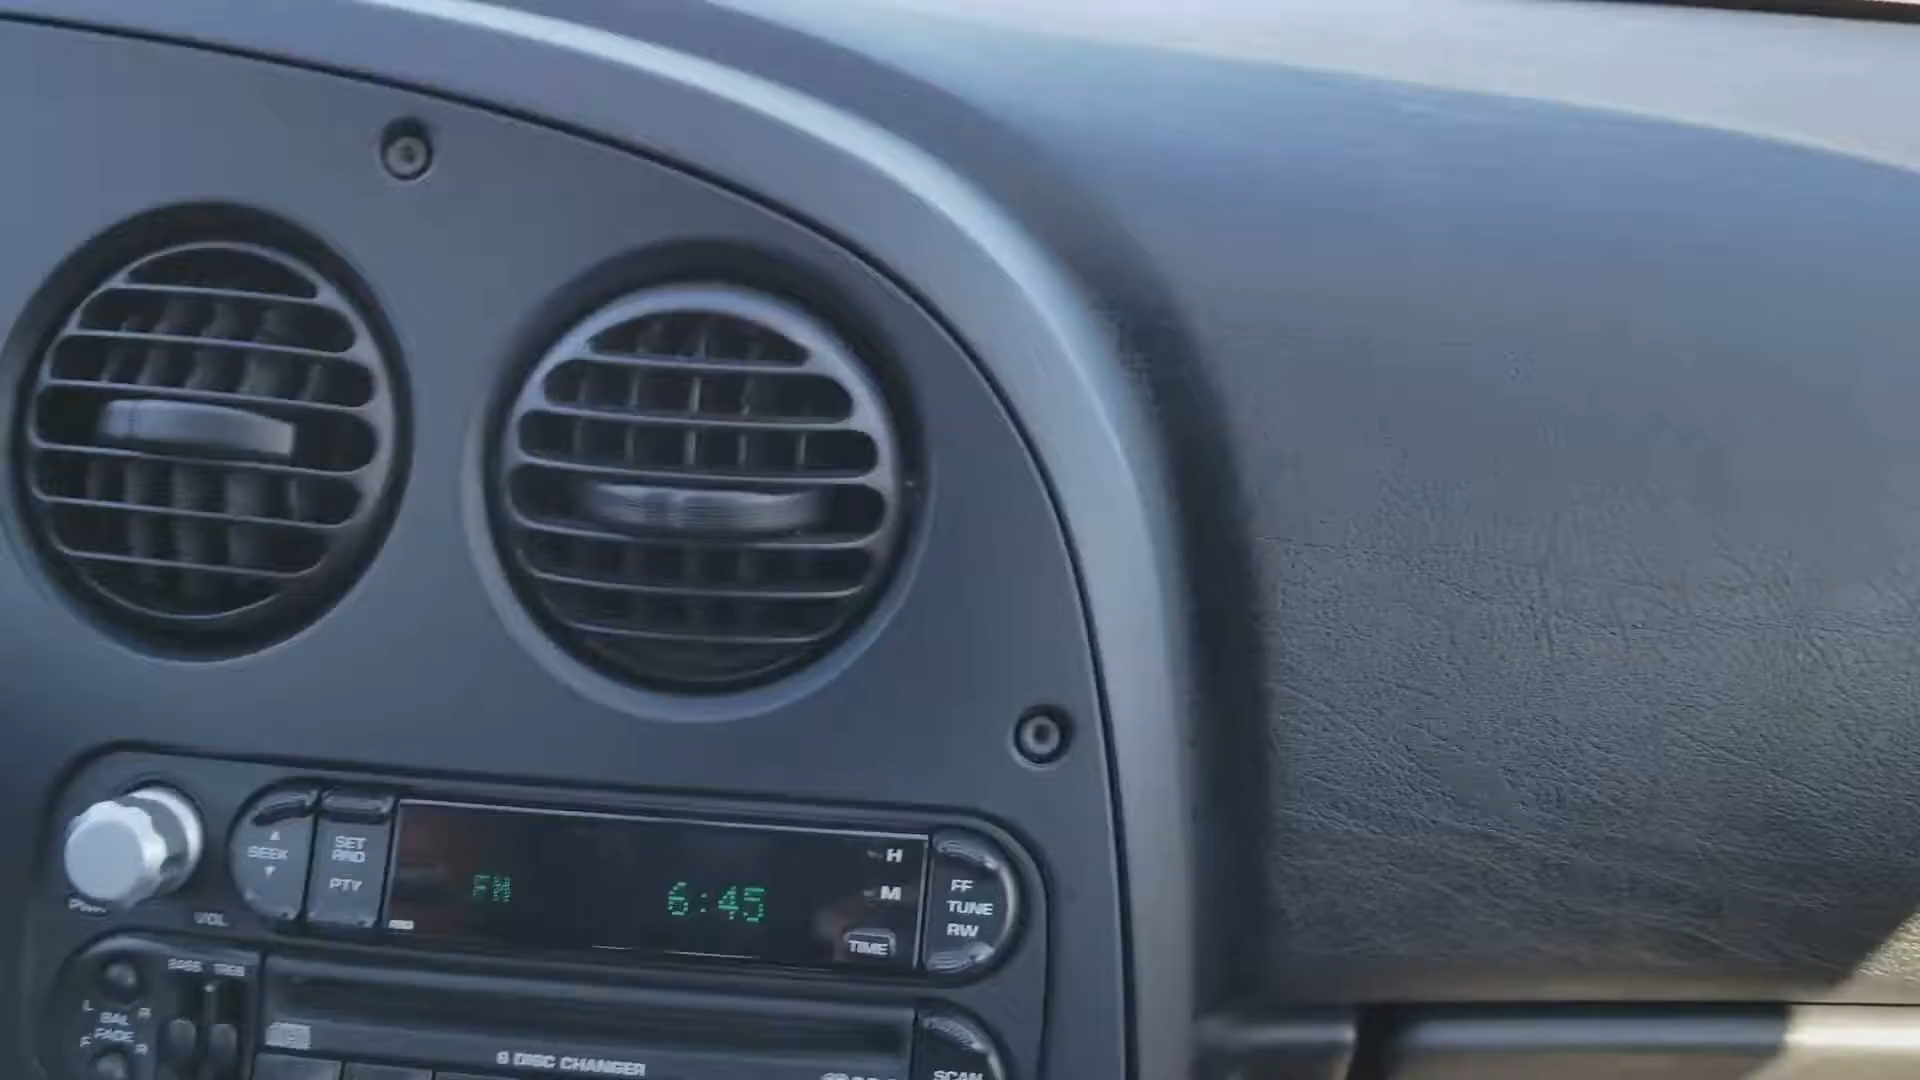 SEEK
SET
RND
PTY
FM
6:45
H
M
TIME
FF
TUNE
RW
PWR
VOL
BASS TREB
L R
BAL
FADE
F R
6 DISC CHANGER
SCAN